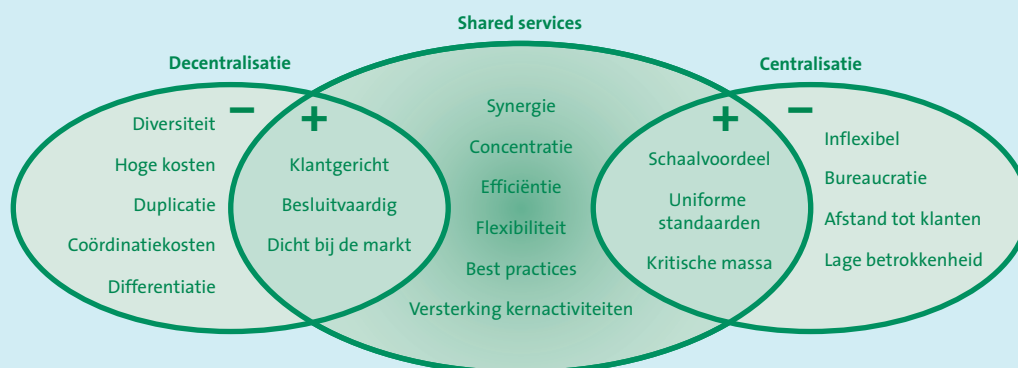 Shared services
Decentralisatie
Centralisatie
− +
+ −
Diversiteit
Hoge kosten
Duplicatie
Coördinatiekosten
Differentiatie
Klantgericht
Besluitvaardig
Dicht bij de markt
Synergie
Concentratie
Efficiëntie
Flexibiliteit
Best practices
Versterking kernactiviteiten
Schaalvoordeel
Uniforme
standaarden
Kritische massa
Inflexibel
Bureaucratie
Afstand tot klanten
Lage betrokkenheid